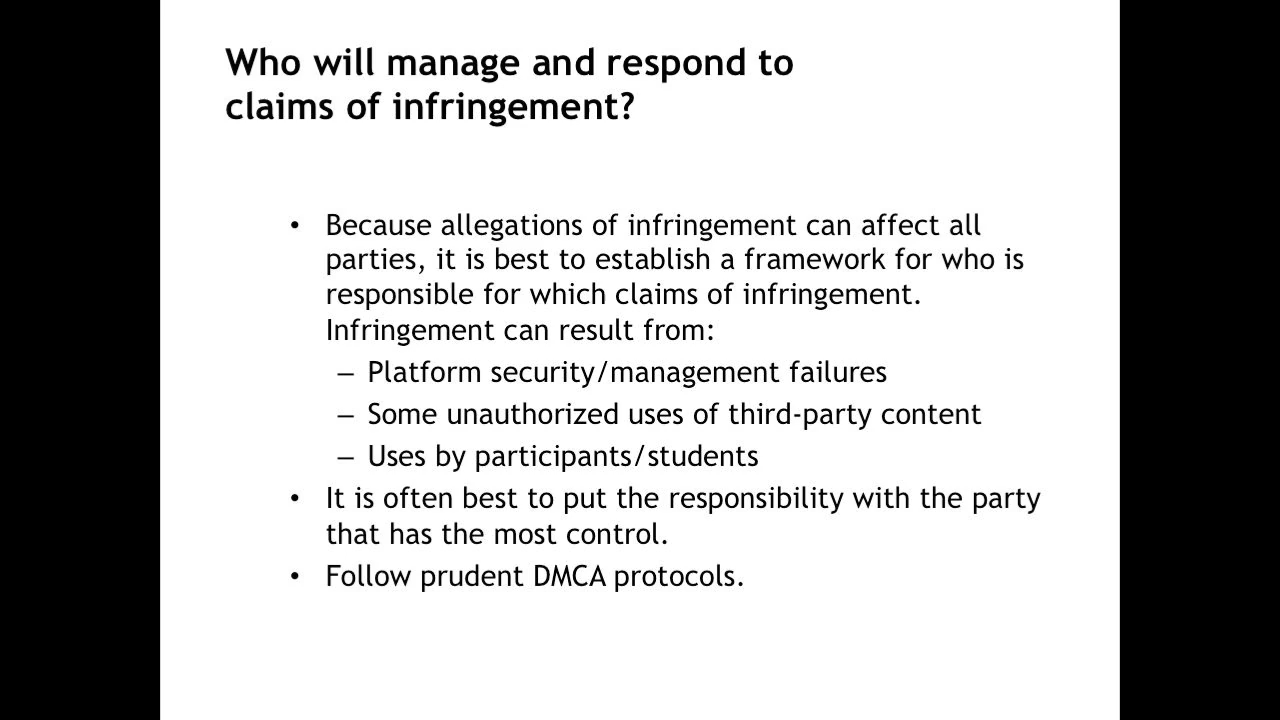 Who will manage and respond to
claims of infringement?
• Because allegations of infringement can affect all
parties, it is best to establish a framework for who is
responsible for which claims of infringement.
Infringement can result from:
– Platform security/management failures
– Some unauthorized uses of third-party content
– Uses by participants/students
• It is often best to put the responsibility with the party
that has the most control.
• Follow prudent DMCA protocols.